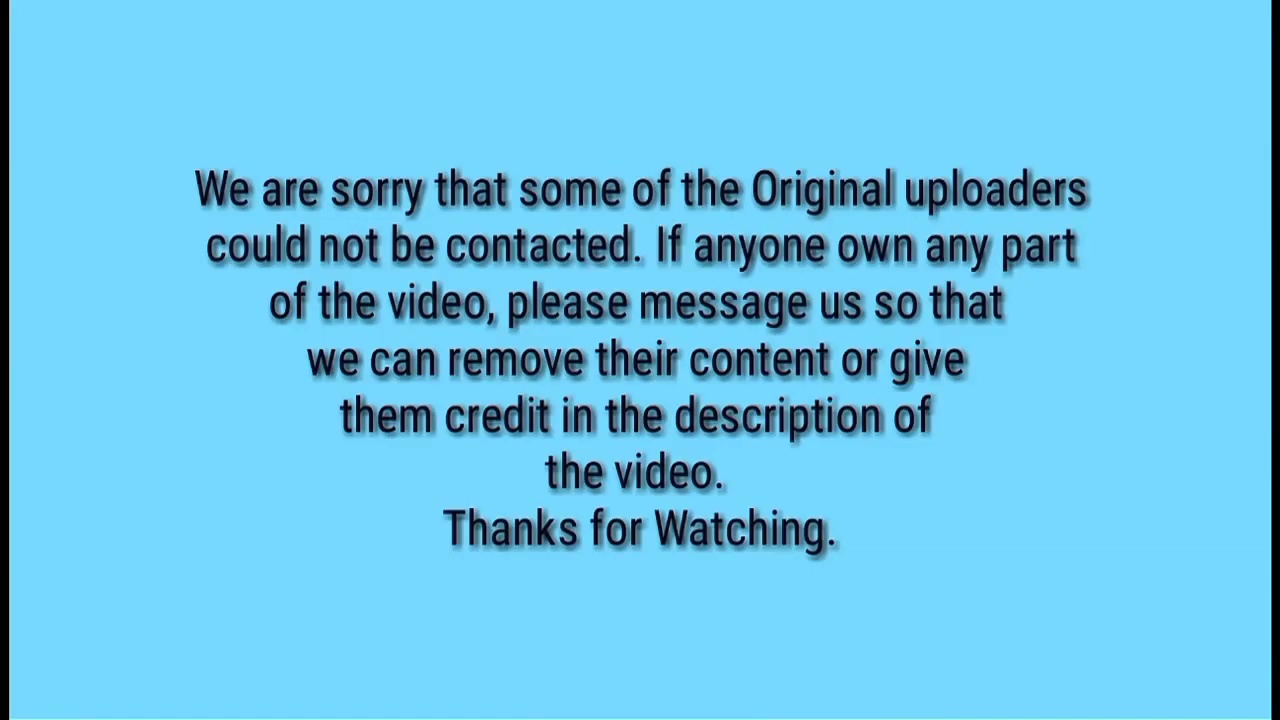 We are sorry that some of the Original uploaders
could not be contacted. If anyone own any part
of the video, please message us so that
we can remove their content or give
them credit in the description of
the video.
Thanks for Watching.